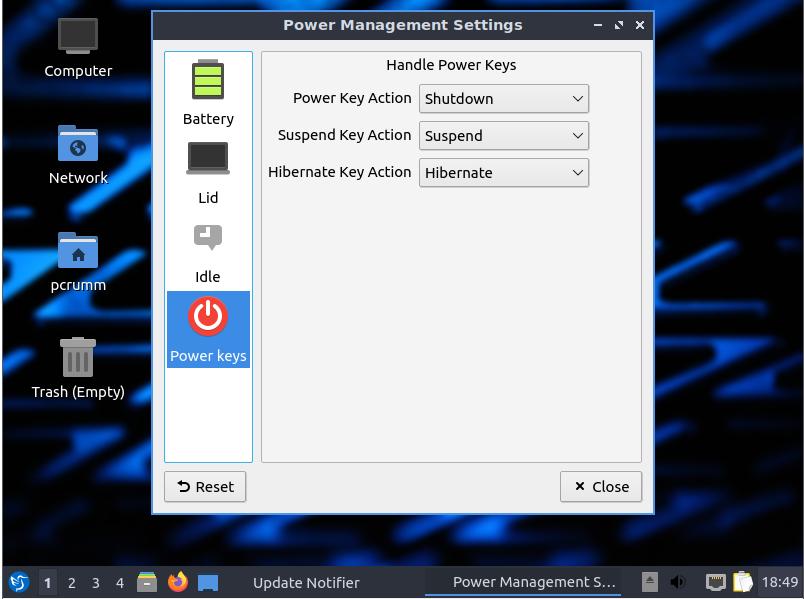 Power Management Settings
Computer
Network
pcrumm
Trash (Empty)
Battery
Lid
Idle
Power keys
Handle Power Keys
Power Key Action Shutdown
Suspend Key Action Suspend
Hibernate Key Action Hibernate
Reset
Close
1 2 3 4 Update Notifier Power Management S... 18:49